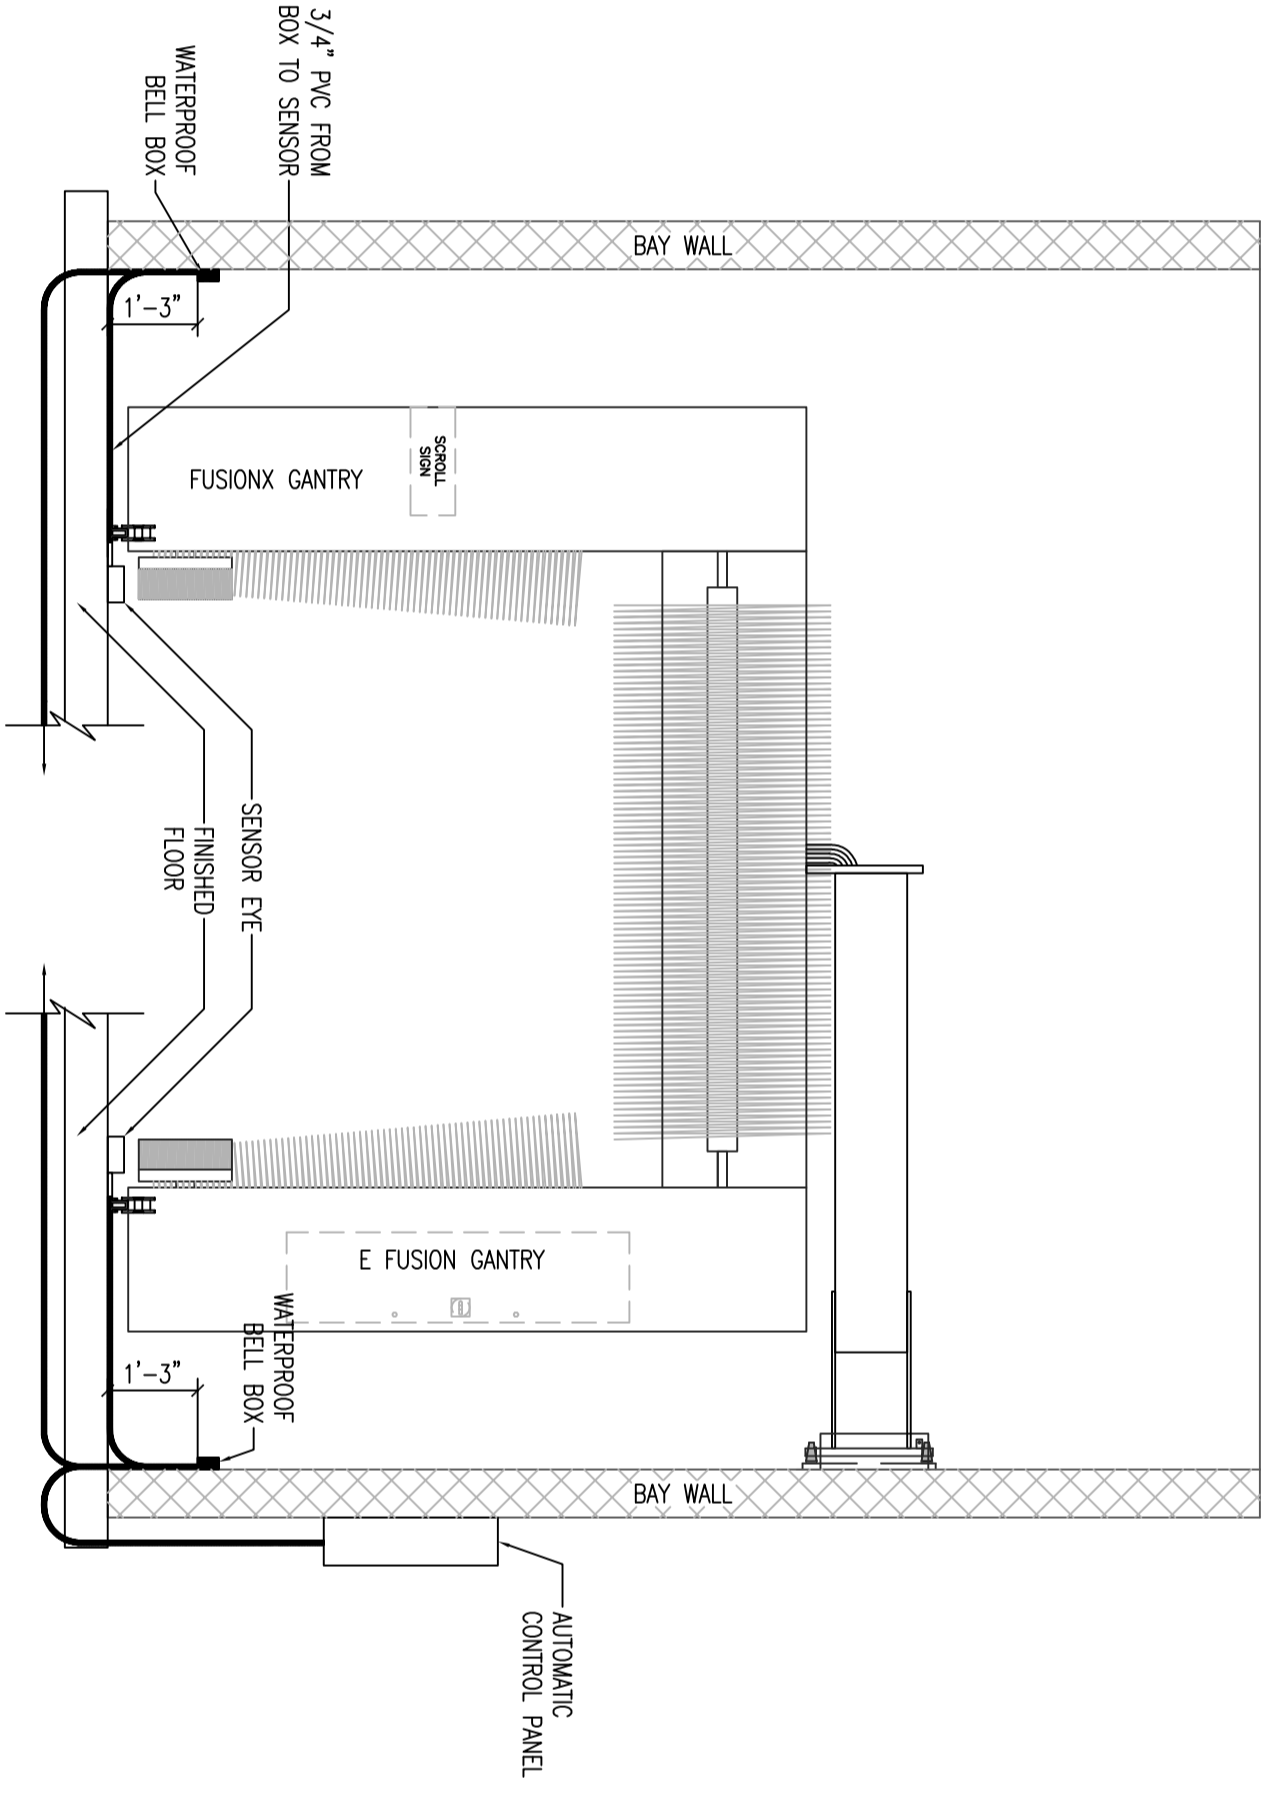 3/4" PVC FROM
BOX TO SENSOR
WATERPROOF
BELL BOX
BAY WALL
1'-3"
SCROLL
SIGN
FUSIONX GANTRY
SENSOR EYE
FINISHED
FLOOR
E FUSION GANTRY
WATERPROOF
BELL BOX
1'-3"
BAY WALL
AUTOMATIC
CONTROL PANEL